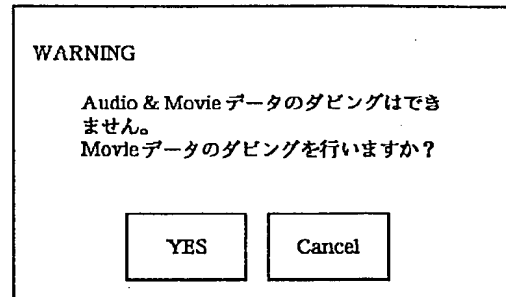 WARNING
Audio & Movie データのダビングはでき
ません。
Movieデータのダビングを行いますか？
YES
Cancel